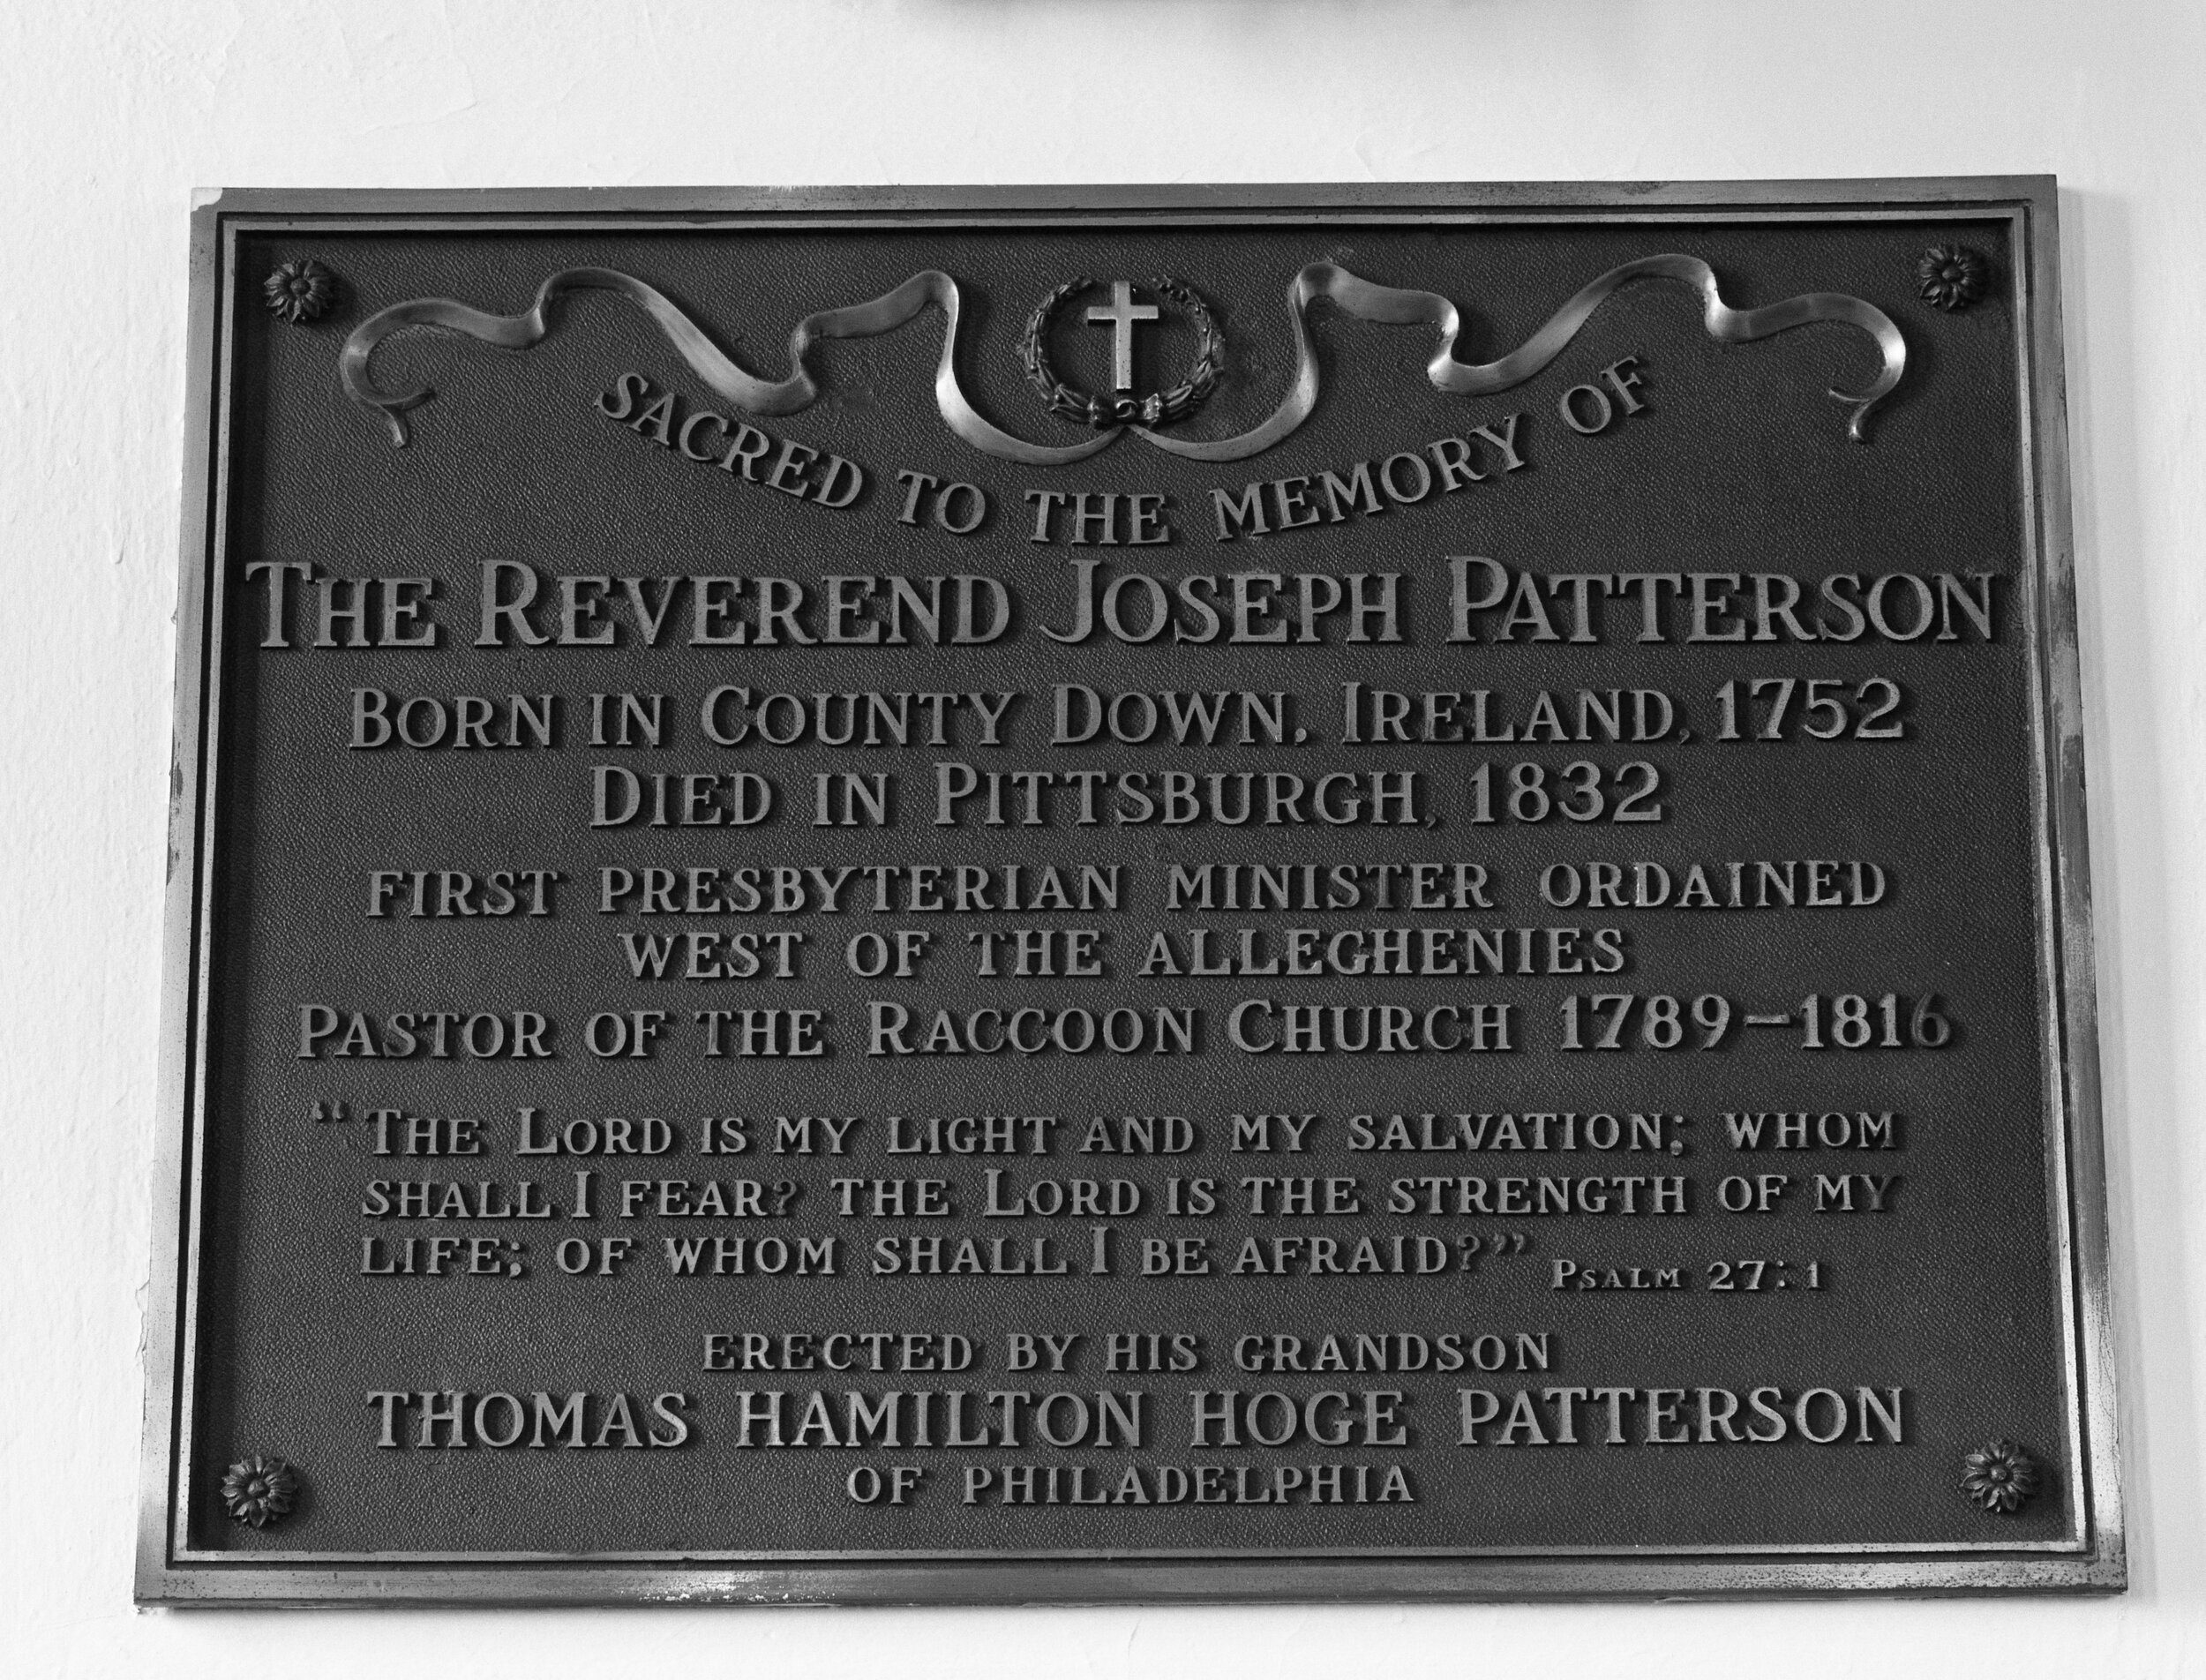 SACRED TO THE MEMORY OF
THE REVEREND JOSEPH PATTERSON
BORN IN COUNTY DOWN, IRELAND, 1752
DIED IN PITTSBURGH, 1832
FIRST PRESBYTERIAN MINISTER ORDAINED
WEST OF THE ALLEGHENIES
PASTOR OF THE RACCOON CHURCH 1789–1816
“THE LORD IS MY LIGHT AND MY SALVATION; WHOM
SHALL I FEAR? THE LORD IS THE STRENGTH OF MY
LIFE; OF WHOM SHALL I BE AFRAID?” PSALM 27:1
ERECTED BY HIS GRANDSON
THOMAS HAMILTON HOGE PATTERSON
OF PHILADELPHIA